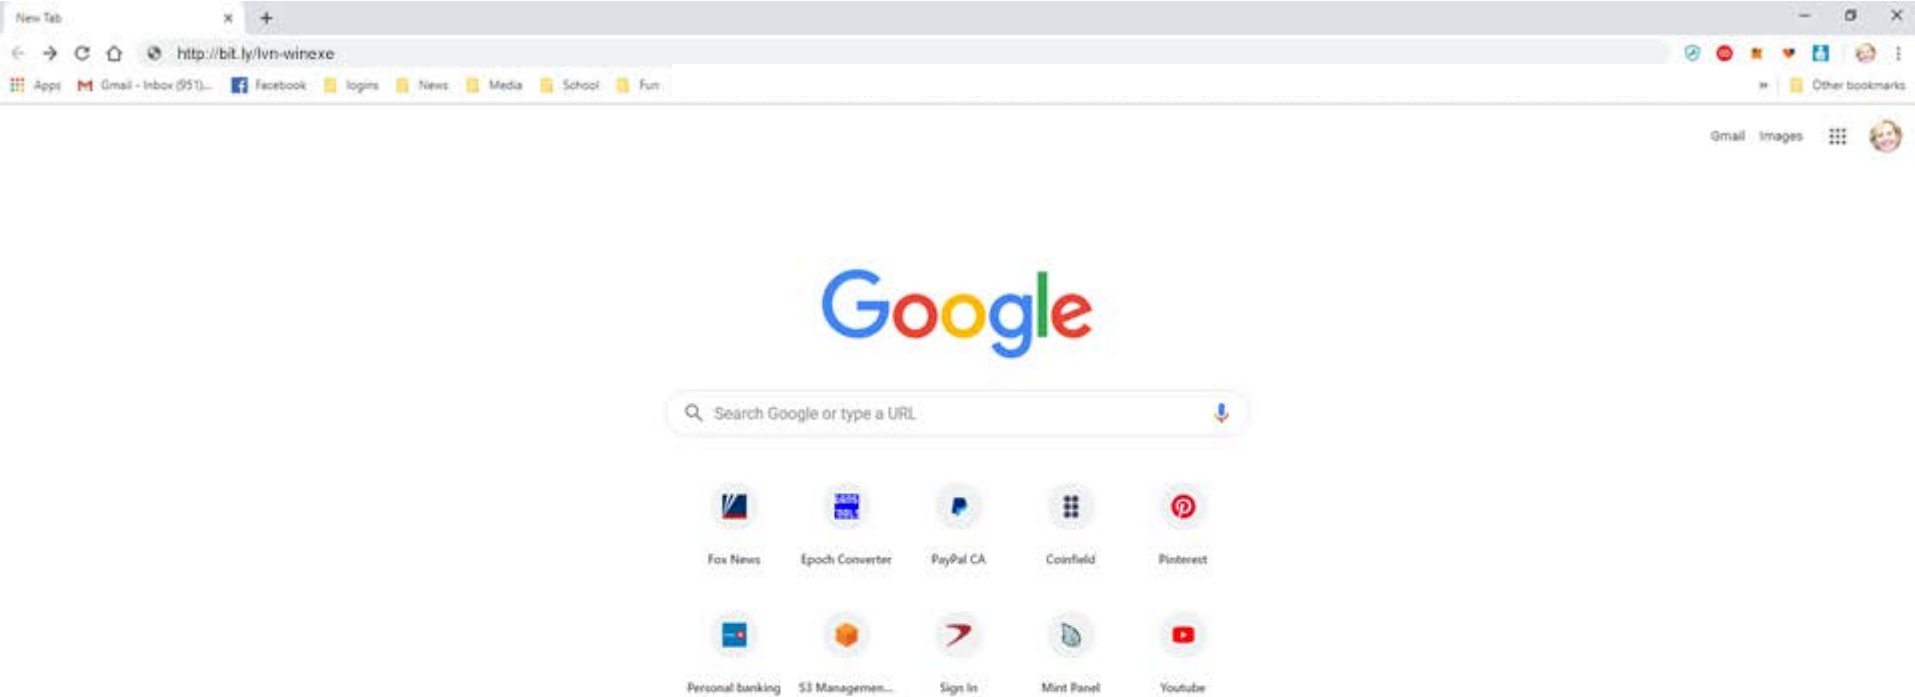 New Tab
http://bit.ly/lvn-winexe
Apps Gmail - Inbox (951)... Facebook logins News Media School Fun » Other bookmarks
Gmail Images
Google
Search Google or type a URL
Fox News Epoch Converter PayPal CA Coinfield Pinterest
Personal banking S3 Managemen... Sign In Mint Panel Youtube